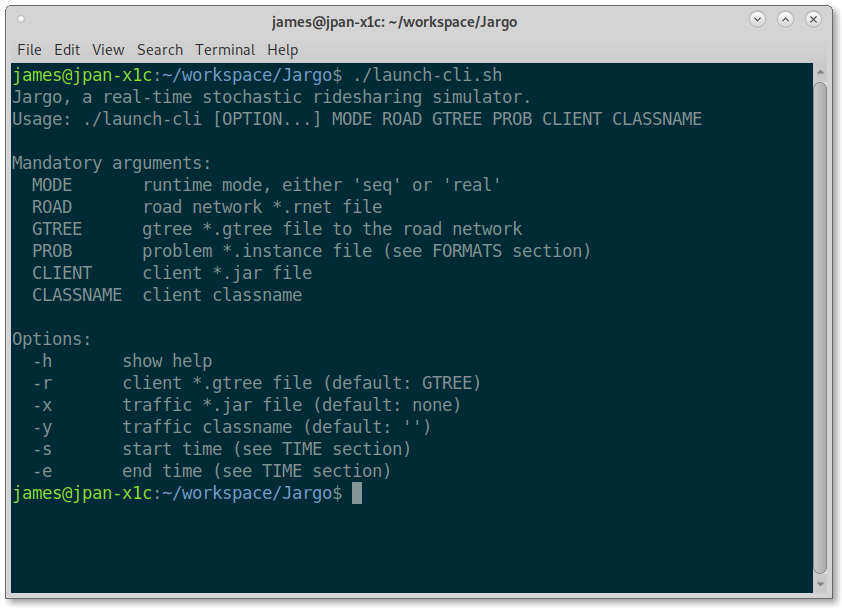 james@jpan-x1c: ~/workspace/Jargo
File Edit View Search Terminal Help
james@jpan-x1c:~/workspace/Jargo$ ./launch-cli.sh
Jargo, a real-time stochastic ridesharing simulator.
Usage: ./launch-cli [OPTION...] MODE ROAD GTREE PROB CLIENT CLASSNAME

Mandatory arguments:
  MODE       runtime mode, either 'seq' or 'real'
  ROAD       road network *.rnet file
  GTREE      gtree *.gtree file to the road network
  PROB       problem *.instance file (see FORMATS section)
  CLIENT     client *.jar file
  CLASSNAME  client classname

Options:
  -h       show help
  -r       client *.gtree file (default: GTREE)
  -x       traffic *.jar file (default: none)
  -y       traffic classname (default: '')
  -s       start time (see TIME section)
  -e       end time (see TIME section)
james@jpan-x1c:~/workspace/Jargo$